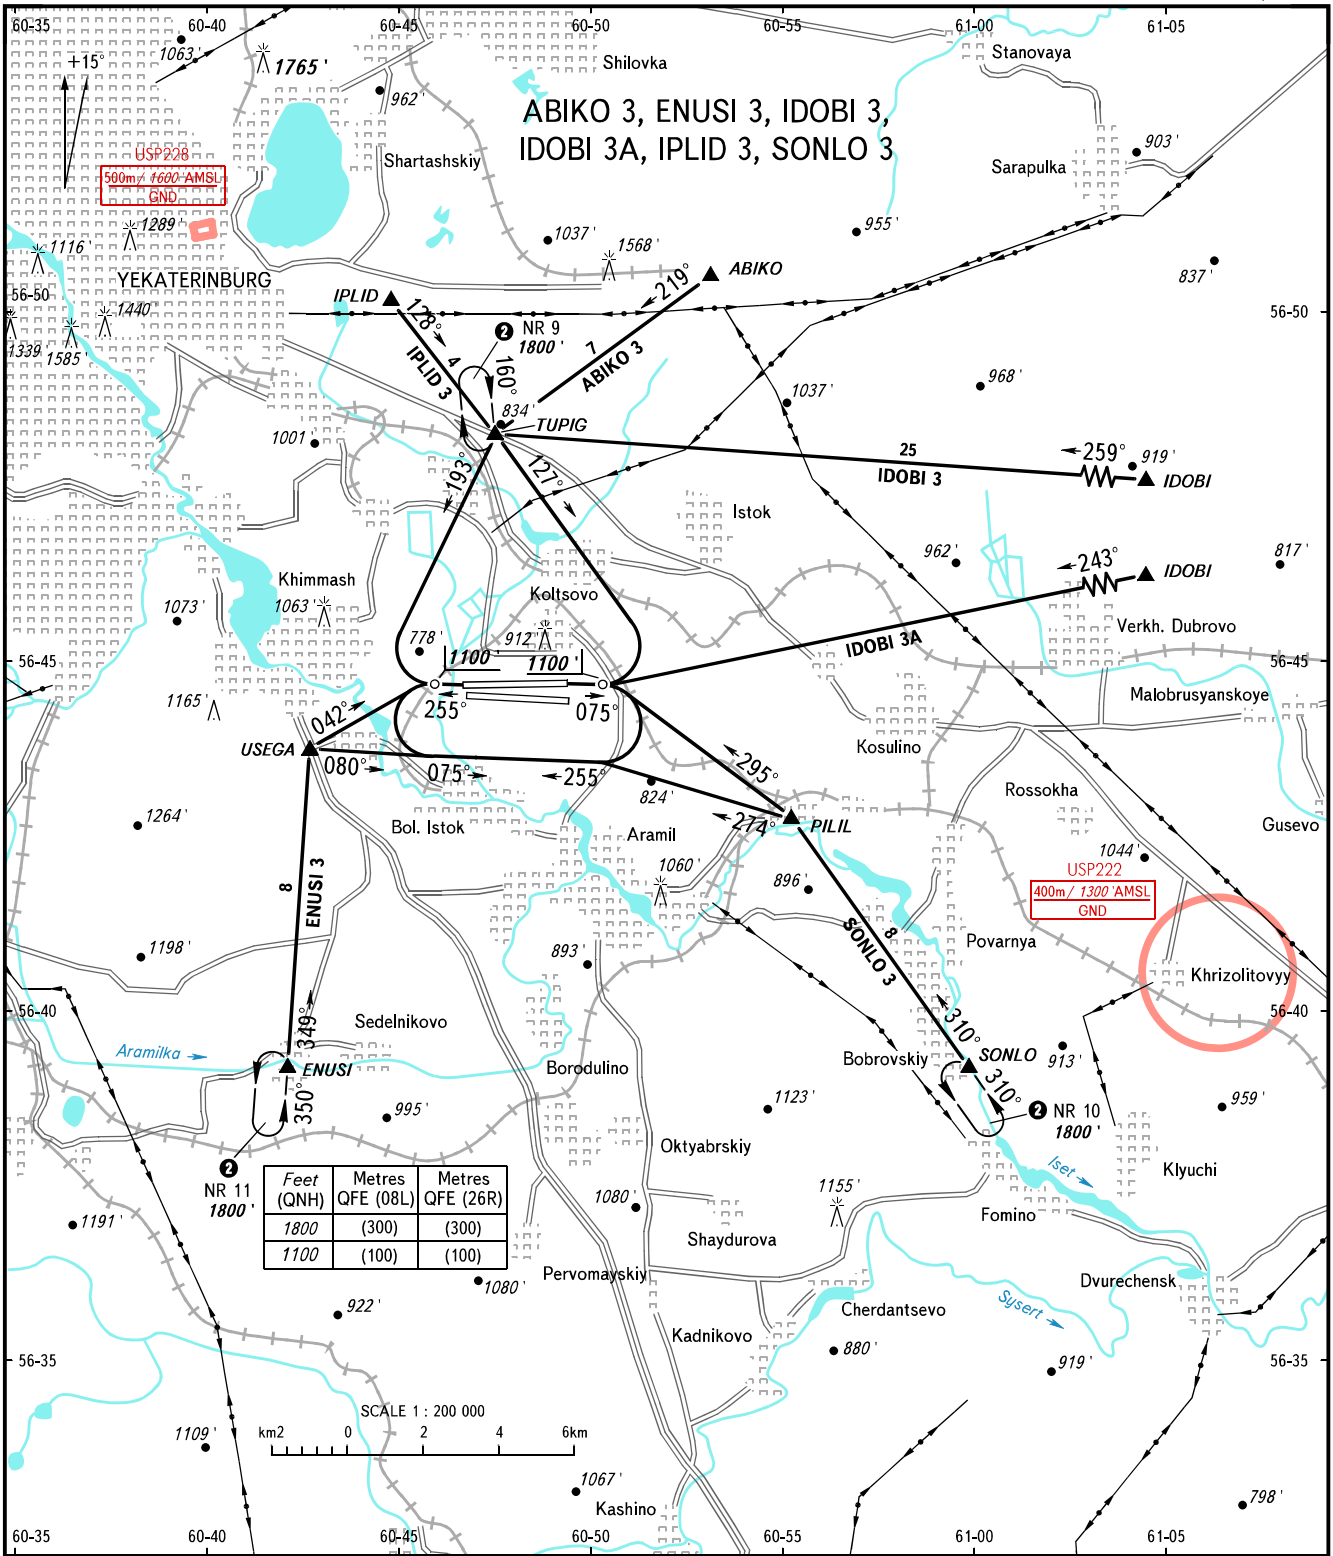 60-35
60-40
60-45
60-50
60-55
61-00
61-05
1063'
+15°
1765'
962'
Shilovka
Stanovaya
ABIKO 3, ENUSI 3, IDOBI 3,
IDOBI 3A, IPLID 3, SONLO 3
Shartashskiy
903'
Sarapulka
USP228
500m/ 1600 AMSL
GND
1289'
1116'
1037'
1568'
955'
837'
YEKATERINBURG
56-50
IPLID
ABIKO
219°
56-50
1440'
1339
1585'
128°
2 NR 9
1800'
7
ABIKO 3
4
IPLID 3
160°
968'
1037'
834'
TUPIG
1001'
25
IDOBI 3
259°
919'
IDOBI
193°
127°
Istok
962'
817'
243°
IDOBI
Khimmash
1063'
Koltsovo
1073'
778'
912'
IDOBI 3A
Verkh. Dubrovo
56-45
1100'
1100'
56-45
1165'
255°
075°
Malobrusyanskoye
042°
USEGA
Kosulino
080°
075°
255°
295°
Rossokha
824'
1264'
Bol. Istok
Aramil
274°
PILIL
Gusevo
1044'
1060'
896'
USP222
400m/ 1300'AMSL
GND
8
ENUSI 3
8
SONLO 3
1198'
893'
Povarnya
Khrizolitovyy
56-40
349°
Sedelnikovo
310°
56-40
Aramilka
ENUSI
Borodulino
Bobrovskiy
SONLO
913'
350°
995'
1123'
310°
2 NR 10
1800'
959'
Oktyabrskiy
Iset
Klyuchi
2
NR 11
1800'
Feet (QNH) Metres QFE (08L) Metres QFE (26R)
1800 (300) (300)
1100 (100) (100)
1080'
1155'
1191'
Shaydurova
Fomino
Pervomayskiy
1080'
Dvurechensk
922'
Cherdantsevo
Sysert
Kadnikovo
880'
919'
56-35
56-35
SCALE 1 : 200 000
km2 0 2 4 6km
1109'
1067'
Kashino
798'
60-35
60-40
60-45
60-50
60-55
61-00
61-05